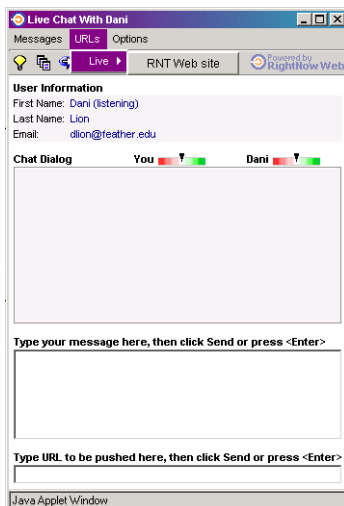 Live Chat With Dani
Messages URLs Options
Live RNT Web site Powered by RightNow Web
User Information
First Name: Dani (listening)
Last Name: Lion
Email: dlion@feather.edu
Chat Dialog You Dani
Type your message here, then click Send or press <Enter>
Type URL to be pushed here, then click Send or press <Enter>
Java Applet Window